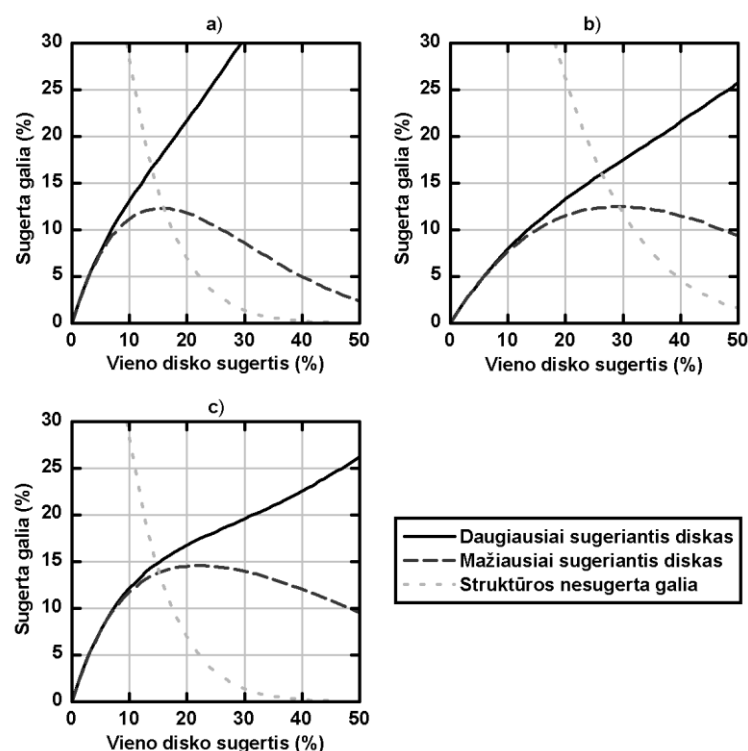 a)
30
25
20
15
10
5
0
Sugerta galia (%)
0 10 20 30 40 50
Vieno disko sugertis (%)
b)
30
25
20
15
10
5
0
Sugerta galia (%)
0 10 20 30 40 50
Vieno disko sugertis (%)
c)
30
25
20
15
10
5
0
Sugerta galia (%)
0 10 20 30 40 50
Vieno disko sugertis (%)
Daugiausiai sugeriantis diskas
Mažiausiai sugeriantis diskas
Struktūros nesugerta galia